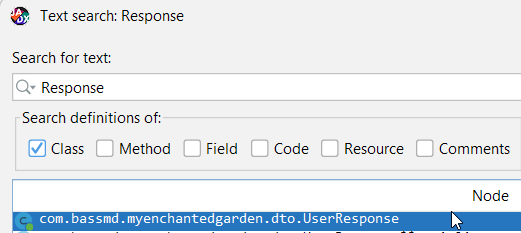 Text search: Response
Search for text:
Response
Search definitions of:
Class Method Field Code Resource Comments
Node
com.bassmd.myenchantedgarden.dto.UserResponse